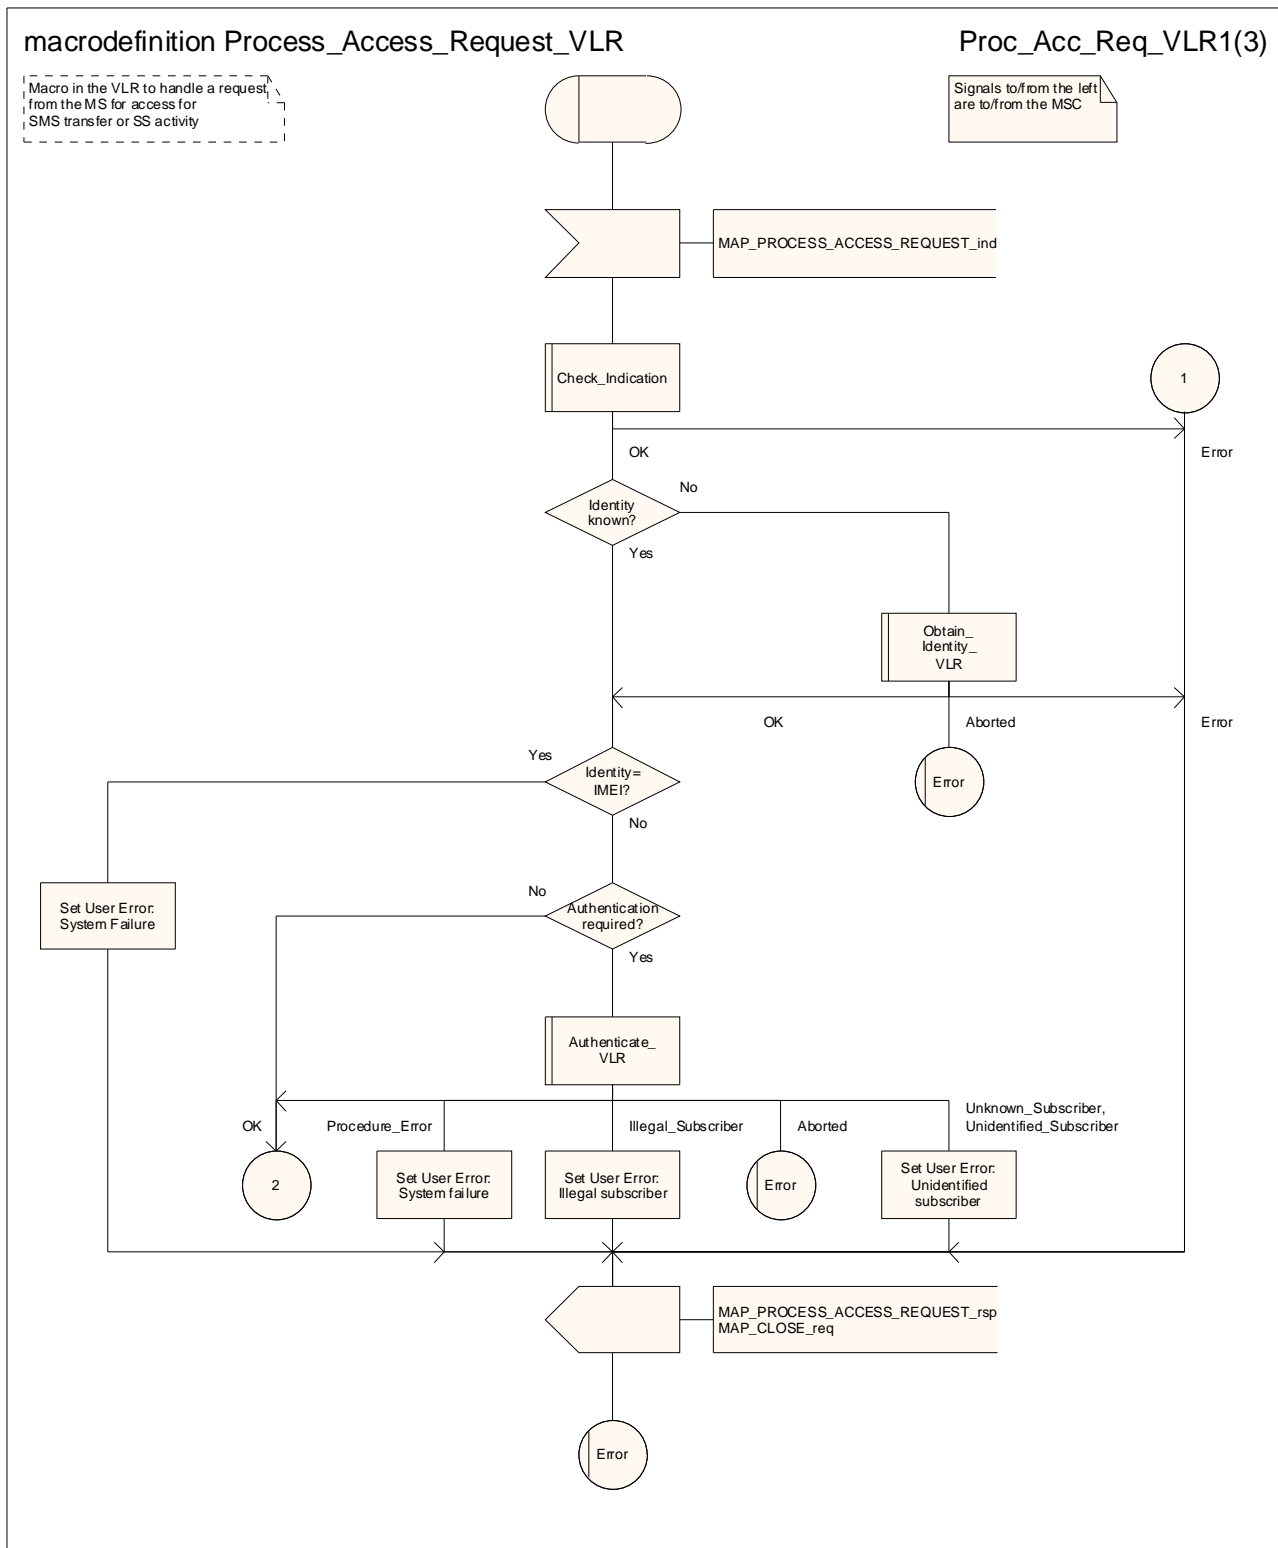 macrodefinition Process_Access_Request_VLR
Proc_Acc_Req_VLR1(3)
Macro in the VLR to handle a request
from the MS for access for
SMS transfer or SS activity
Signals to/from the left
are to/from the MSC
MAP_PROCESS_ACCESS_REQUEST_ind
Check_Indication
1
OK
Error
Identity
known?
No
Yes
Obtain_
Identity_
VLR
OK
Aborted
Error
Yes
Identity=
IMEI?
Error
No
Set User Error:
System Failure
No
Authentication
required?
Yes
Authenticate_
VLR
OK
Procedure_Error
Illegal_Subscriber
Aborted
Unknown_Subscriber,
Unidentified_Subscriber
2
Set User Error:
System failure
Set User Error:
Illegal subscriber
Error
Set User Error:
Unidentified
subscriber
MAP_PROCESS_ACCESS_REQUEST_rsp
MAP_CLOSE_req
Error